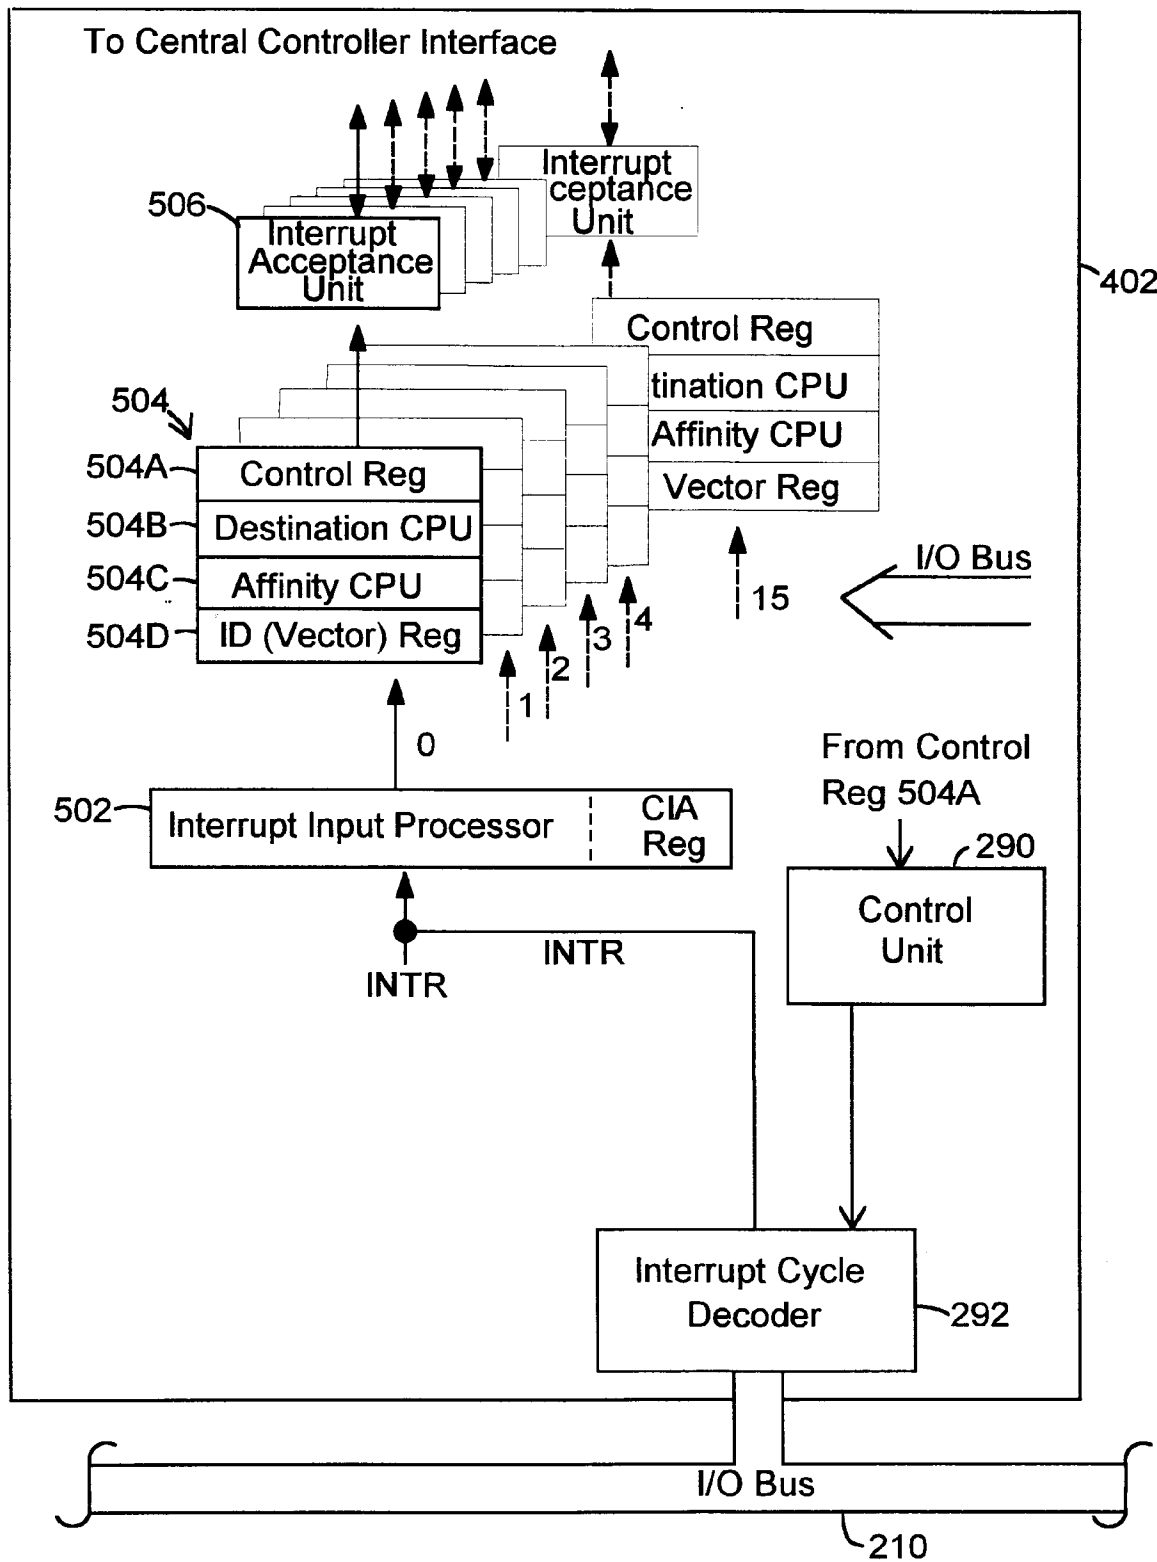 To Central Controller Interface
Interrupt
ceptance
Unit
506
Interrupt
Acceptance
Unit
402
Control Reg
tination CPU
Affinity CPU
Vector Reg
504
504A
Control Reg
504B
Destination CPU
504C
Affinity CPU
504D
ID (Vector) Reg
I/O Bus
15
4
3
2
1
0
From Control
Reg 504A
502
Interrupt Input Processor
CIA
Reg
290
Control
Unit
INTR
INTR
Interrupt Cycle
Decoder
292
I/O Bus
210